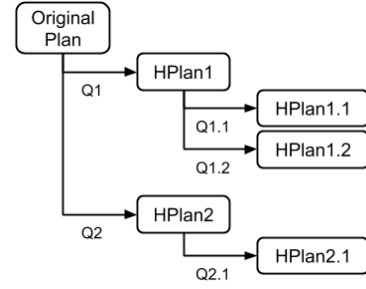 Original
Plan
Q1
HPlan1
Q1.1
HPlan1.1
Q1.2
HPlan1.2
Q2
HPlan2
Q2.1
HPlan2.1